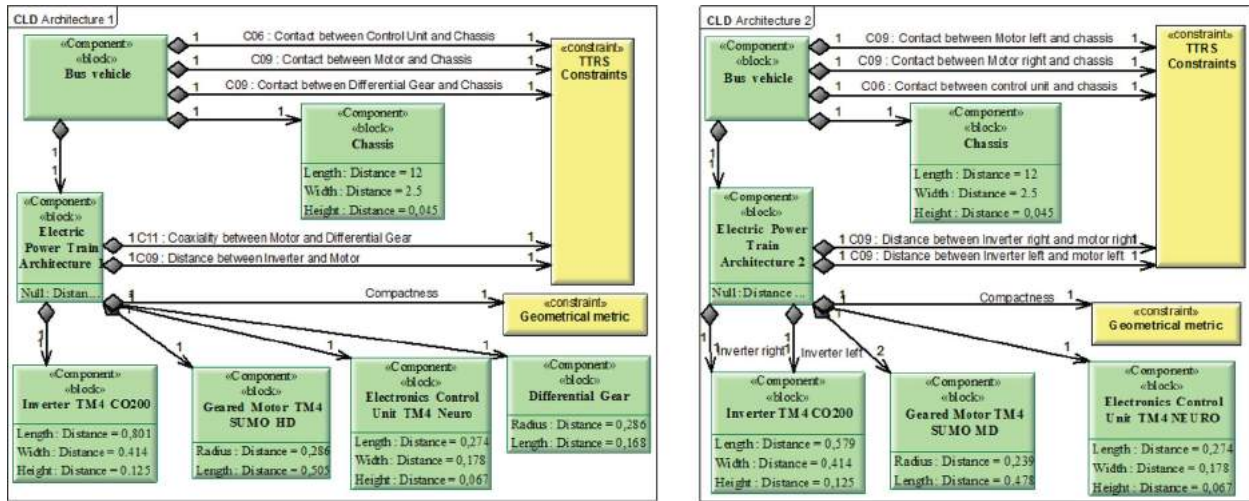 CLD Architecture 1
«Component»
«block»
Bus vehicle
1 C06 : Contact between Control Unit and Chassis 1
1 C09 : Contact between Motor and Chassis 1
1 C09 : Contact between Differential Gear and Chassis 1
«constraint»
TTRS
Constraints
1 1
«Component»
«block»
Chassis
Length : Distance = 12
Width : Distance = 2.5
Height : Distance = 0,045
1
1
«Component»
«block»
Electric
Power Train
Architecture 1
Null : Distan...
1 C11 : Coaxiality between Motor and Differential Gear 1
1 C09 : Distance between Inverter and Motor 1
Compactness 1
«constraint»
Geometrical metric
1
1
1
1
1
«Component»
«block»
Inverter TM4 CO200
Length : Distance = 0,801
Width : Distance = 0.414
Height : Distance = 0.125
«Component»
«block»
Geared Motor TM4
SUMO HD
Radius : Distance = 0,286
Length : Distance = 0,505
«Component»
«block»
Electronics Control
Unit TM4 Neuro
Length : Distance = 0,274
Width : Distance = 0,178
Height : Distance = 0,067
«Component»
«block»
Differential Gear
Radius : Distance = 0,286
Length : Distance = 0,168
CLD Architecture 2
«Component»
«block»
Bus vehicle
1 C09 : Contact between Motor left and chassis 1
1 C09 : Contact between Motor right and chassis 1
1 C06 : Contact between control unit and chassis 1
«constraint»
TTRS
Constraints
1 1
«Component»
«block»
Chassis
Length : Distance = 12
Width : Distance = 2.5
Height : Distance = 0,045
1
1
«Component»
«block»
Electric Power
Train
Architecture 2
Null : Distance ...
1 C09 : Distance between Inverter right and motor right 1
1 C09 : Distance between Inverter left and motor left 1
Compactness 1
«constraint»
Geometrical metric
1
1
1 Inverter right
1 Inverter left
2
1
«Component»
«block»
Inverter TM4 CO200
Length : Distance = 0,579
Width : Distance = 0,414
Height : Distance = 0,125
«Component»
«block»
Geared Motor TM4
SUMO MD
Radius : Distance = 0,239
Length : Distance = 0.478
«Component»
«block»
Electronics Control
Unit TM4 NEURO
Length : Distance = 0,274
Width : Distance = 0,178
Height : Distance = 0,067